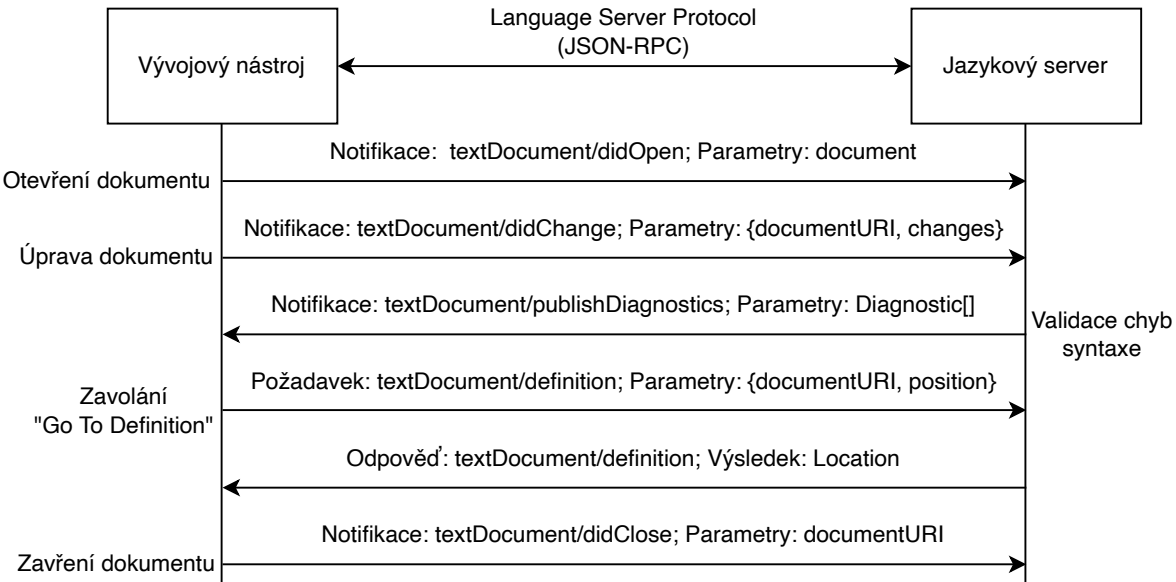 Language Server Protocol
(JSON-RPC)
Vývojový nástroj
Jazykový server
Notifikace: textDocument/didOpen; Parametry: document
Otevření dokumentu
Notifikace: textDocument/didChange; Parametry: {documentURI, changes}
Úprava dokumentu
Notifikace: textDocument/publishDiagnostics; Parametry: Diagnostic[]
Validace chyb
syntaxe
Požadavek: textDocument/definition; Parametry: {documentURI, position}
Zavolání
"Go To Definition"
Odpověď: textDocument/definition; Výsledek: Location
Notifikace: textDocument/didClose; Parametry: documentURI
Zavření dokumentu